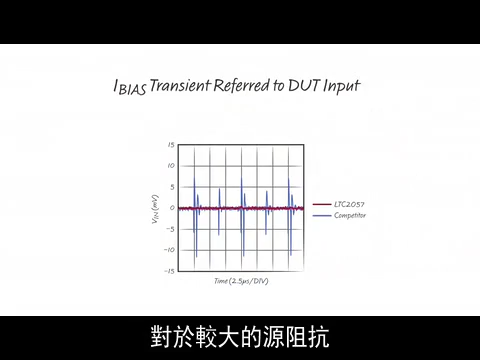 IBIAS Transient Referred to DUT Input
15
10
5
0
-5
-10
-15
VIN (mV)
Time (2.5µs/DIV)
LTC2057
Competitor
對於較大的源阻抗